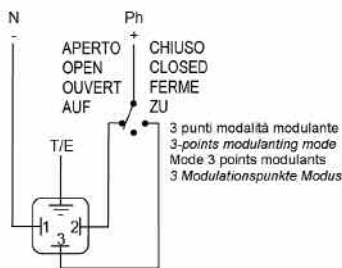 N
-
Ph
+
APERTO CHIUSO
OPEN CLOSED
OUVERT FERME
AUF ZU
3 punti modalità modulante
3-points modulanting mode
Mode 3 points modulants
3 Modulationspunkte Modus
T/E
1 2
3